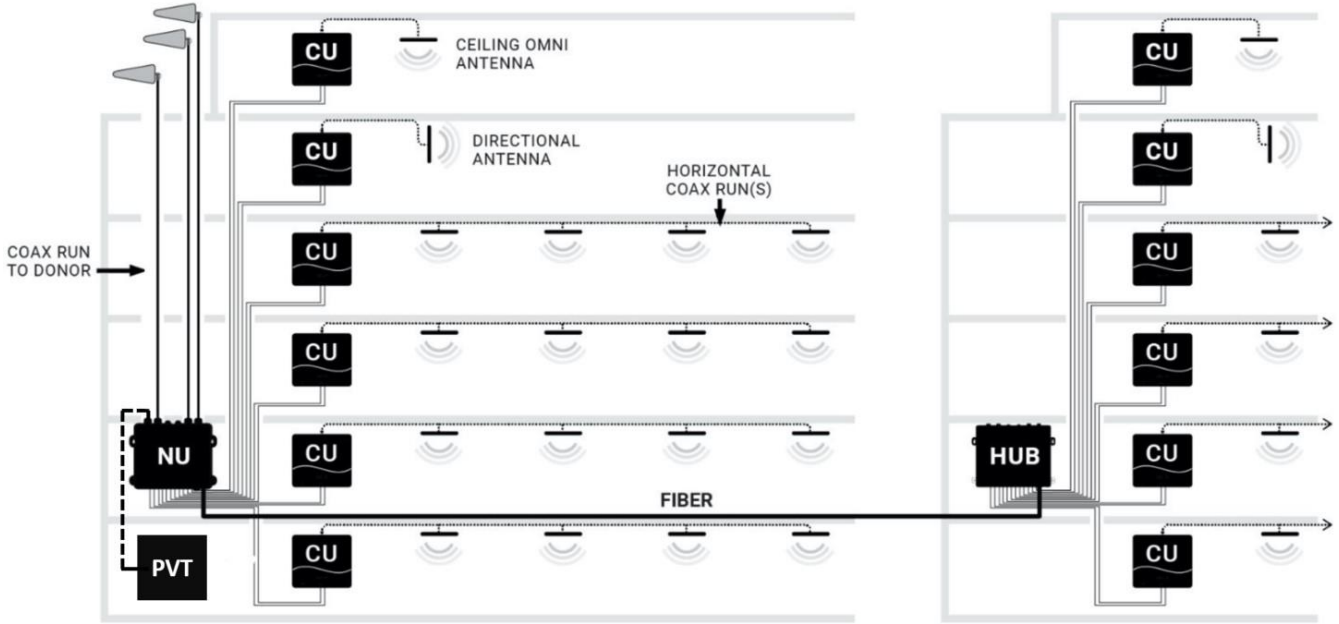 CU
CEILING OMNI
ANTENNA
CU
CU
DIRECTIONAL
ANTENNA
CU
HORIZONTAL
COAX RUN(S)
COAX RUN
TO DONOR
CU
CU
CU
CU
NU
CU
HUB
CU
FIBER
PVT
CU
CU